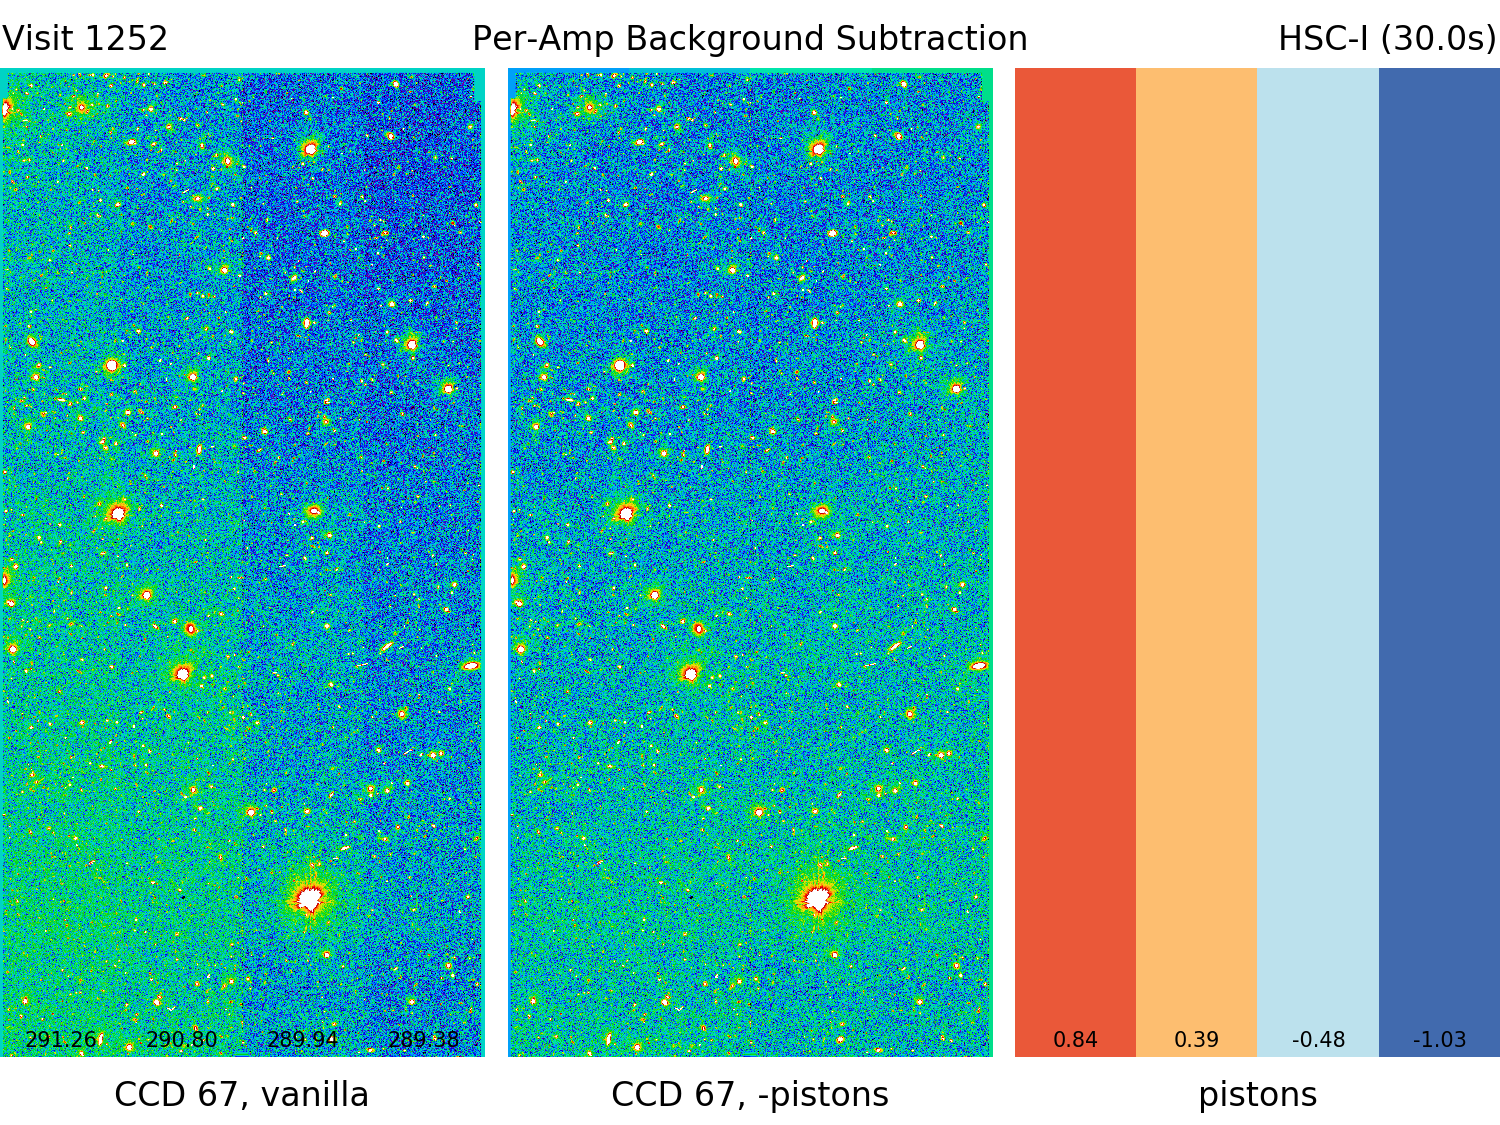 Visit 1252 Per-Amp Background Subtraction HSC-I (30.0s)
291.26 290.80 289.94 289.38 0.84 0.39 -0.48 -1.03
CCD 67, vanilla CCD 67, -pistons pistons